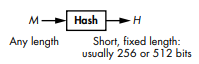 M Hash H
Any length Short, fixed length:
usually 256 or 512 bits